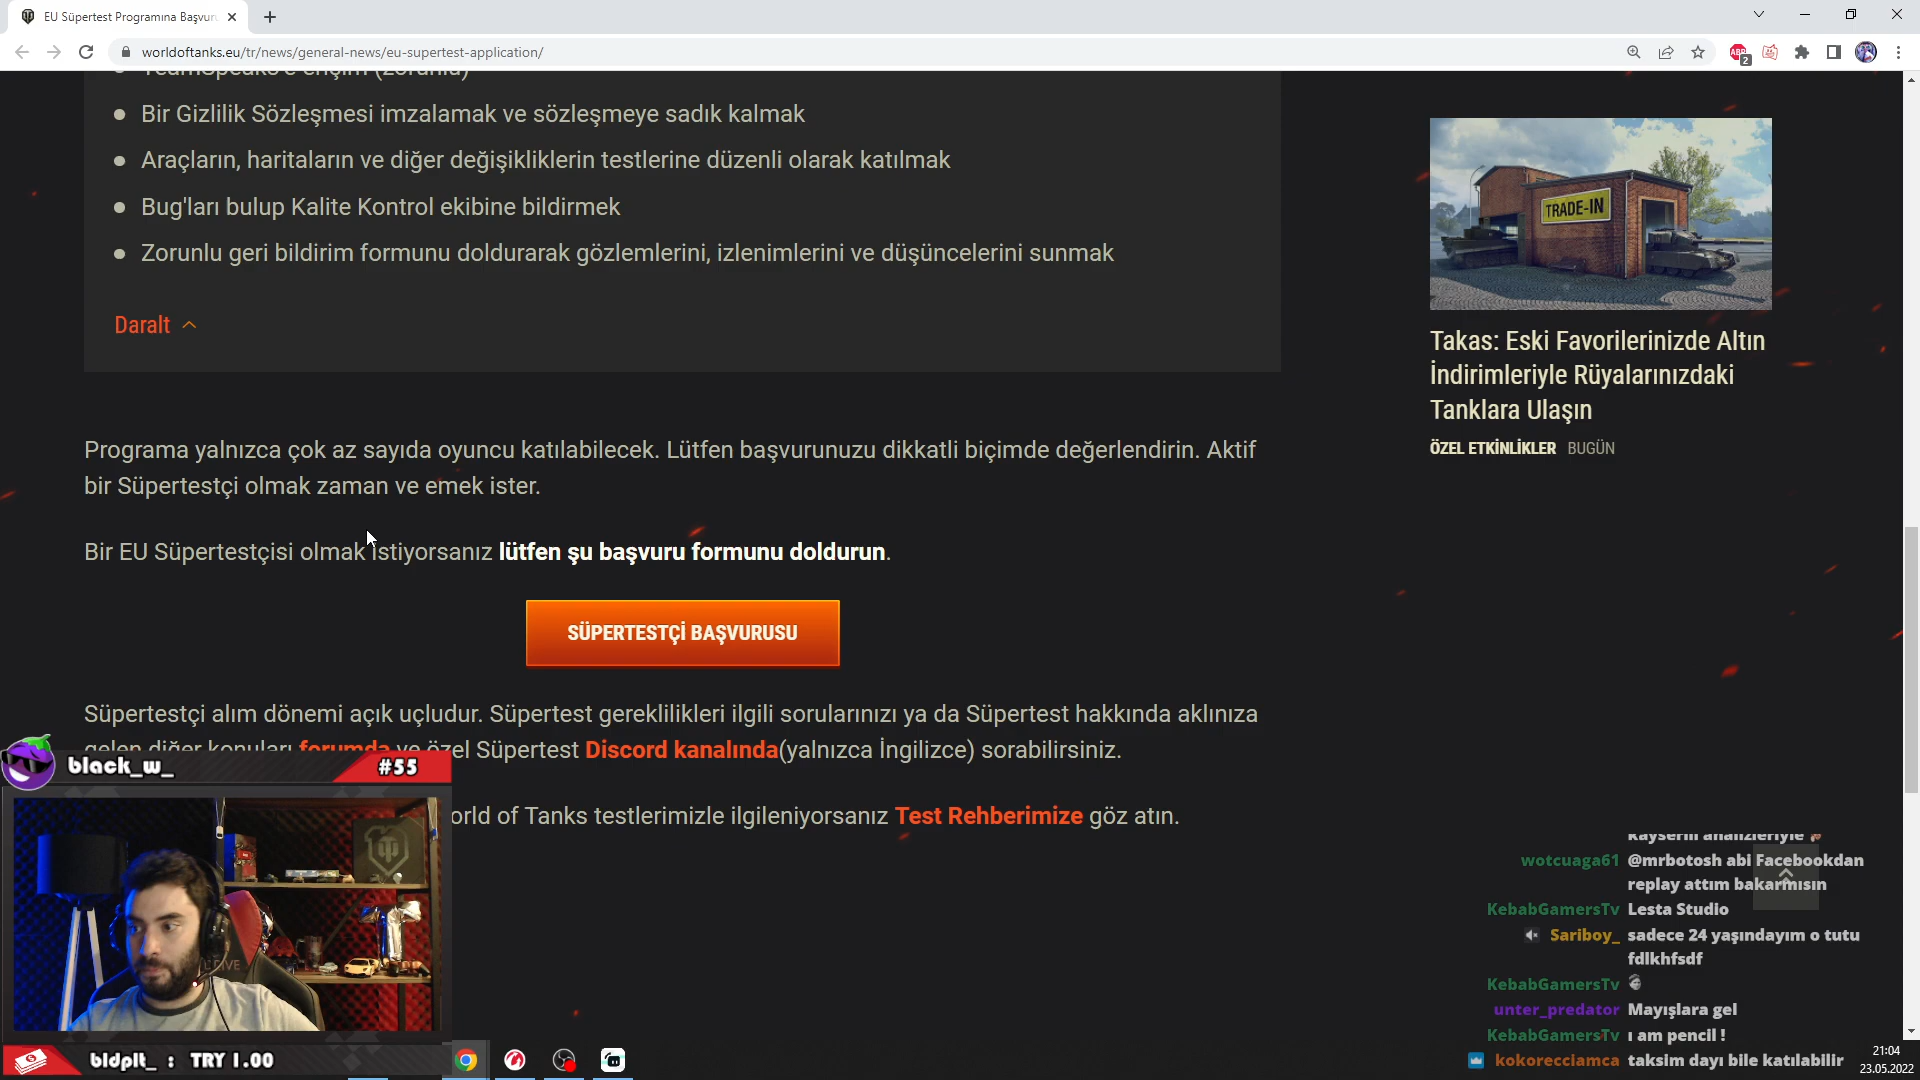 EU Süpertest Programına Başvuru
worldoftanks.eu/tr/news/general-news/eu-supertest-application/
ABP
2
TeamSpeaks'e erişim (zorunlu)
Bir Gizlilik Sözleşmesi imzalamak ve sözleşmeye sadık kalmak
Araçların, haritaların ve diğer değişikliklerin testlerine düzenli olarak katılmak
Bug'ları bulup Kalite Kontrol ekibine bildirmek
Zorunlu geri bildirim formunu doldurarak gözlemlerini, izlenimlerini ve düşüncelerini sunmak
Daralt
Programa yalnızca çok az sayıda oyuncu katılabilecek. Lütfen başvurunuzu dikkatli biçimde değerlendirin. Aktif
bir Süpertestçi olmak zaman ve emek ister.
Bir EU Süpertestçisi olmak istiyorsanız lütfen şu başvuru formunu doldurun.
SÜPERTESTÇİ BAŞVURUSU
Süpertestçi alım dönemi açık uçludur. Süpertest gereklilikleri ilgili sorularınızı ya da Süpertest hakkında aklınıza
gelen diğer konuları forumda ve özel Süpertest Discord kanalında(yalnızca İngilizce) sorabilirsiniz.
orld of Tanks testlerimizle ilgileniyorsanız Test Rehberimize göz atın.
TRADE-IN
Takas: Eski Favorilerinizde Altın
İndirimleriyle Rüyalarınızdaki
Tanklara Ulaşın
ÖZEL ETKİNLİKLER BUGÜN
black_w_ #55
DRIVE
bidplt_ : TRY 1.00
kayserili analizleriyle
wotcuaga61 @mrbotosh abi Facebookdan
replay attım bakarmısın
KebabGamersTv Lesta Studio
Sariboy_ sadece 24 yaşındayım o tutu
fdlkhfsdf
KebabGamersTv
unter_predator Mayışlara gel
KebabGamersTv ı am pencil !
kokorecciamca taksim dayı bile katılabilir
21:04
23.05.2022